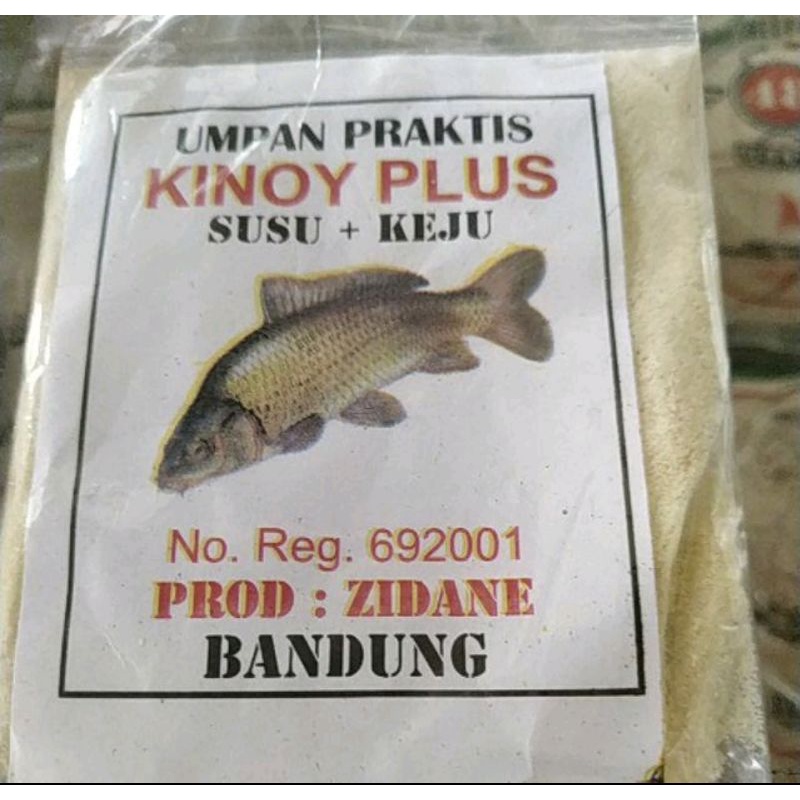 UMPAN PRAKTIS
KINOY PLUS
SUSU + KEJU
No. Reg. 692001
PROD : ZIDANE
BANDUNG